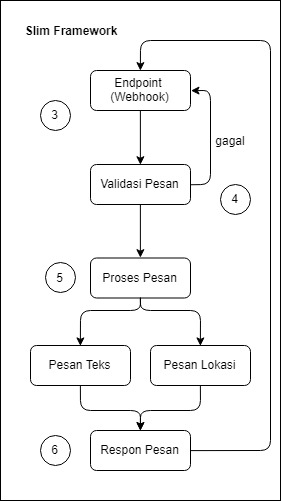 Slim Framework
Endpoint
(Webhook)
3
gagal
Validasi Pesan
4
5
Proses Pesan
Pesan Teks
Pesan Lokasi
6
Respon Pesan